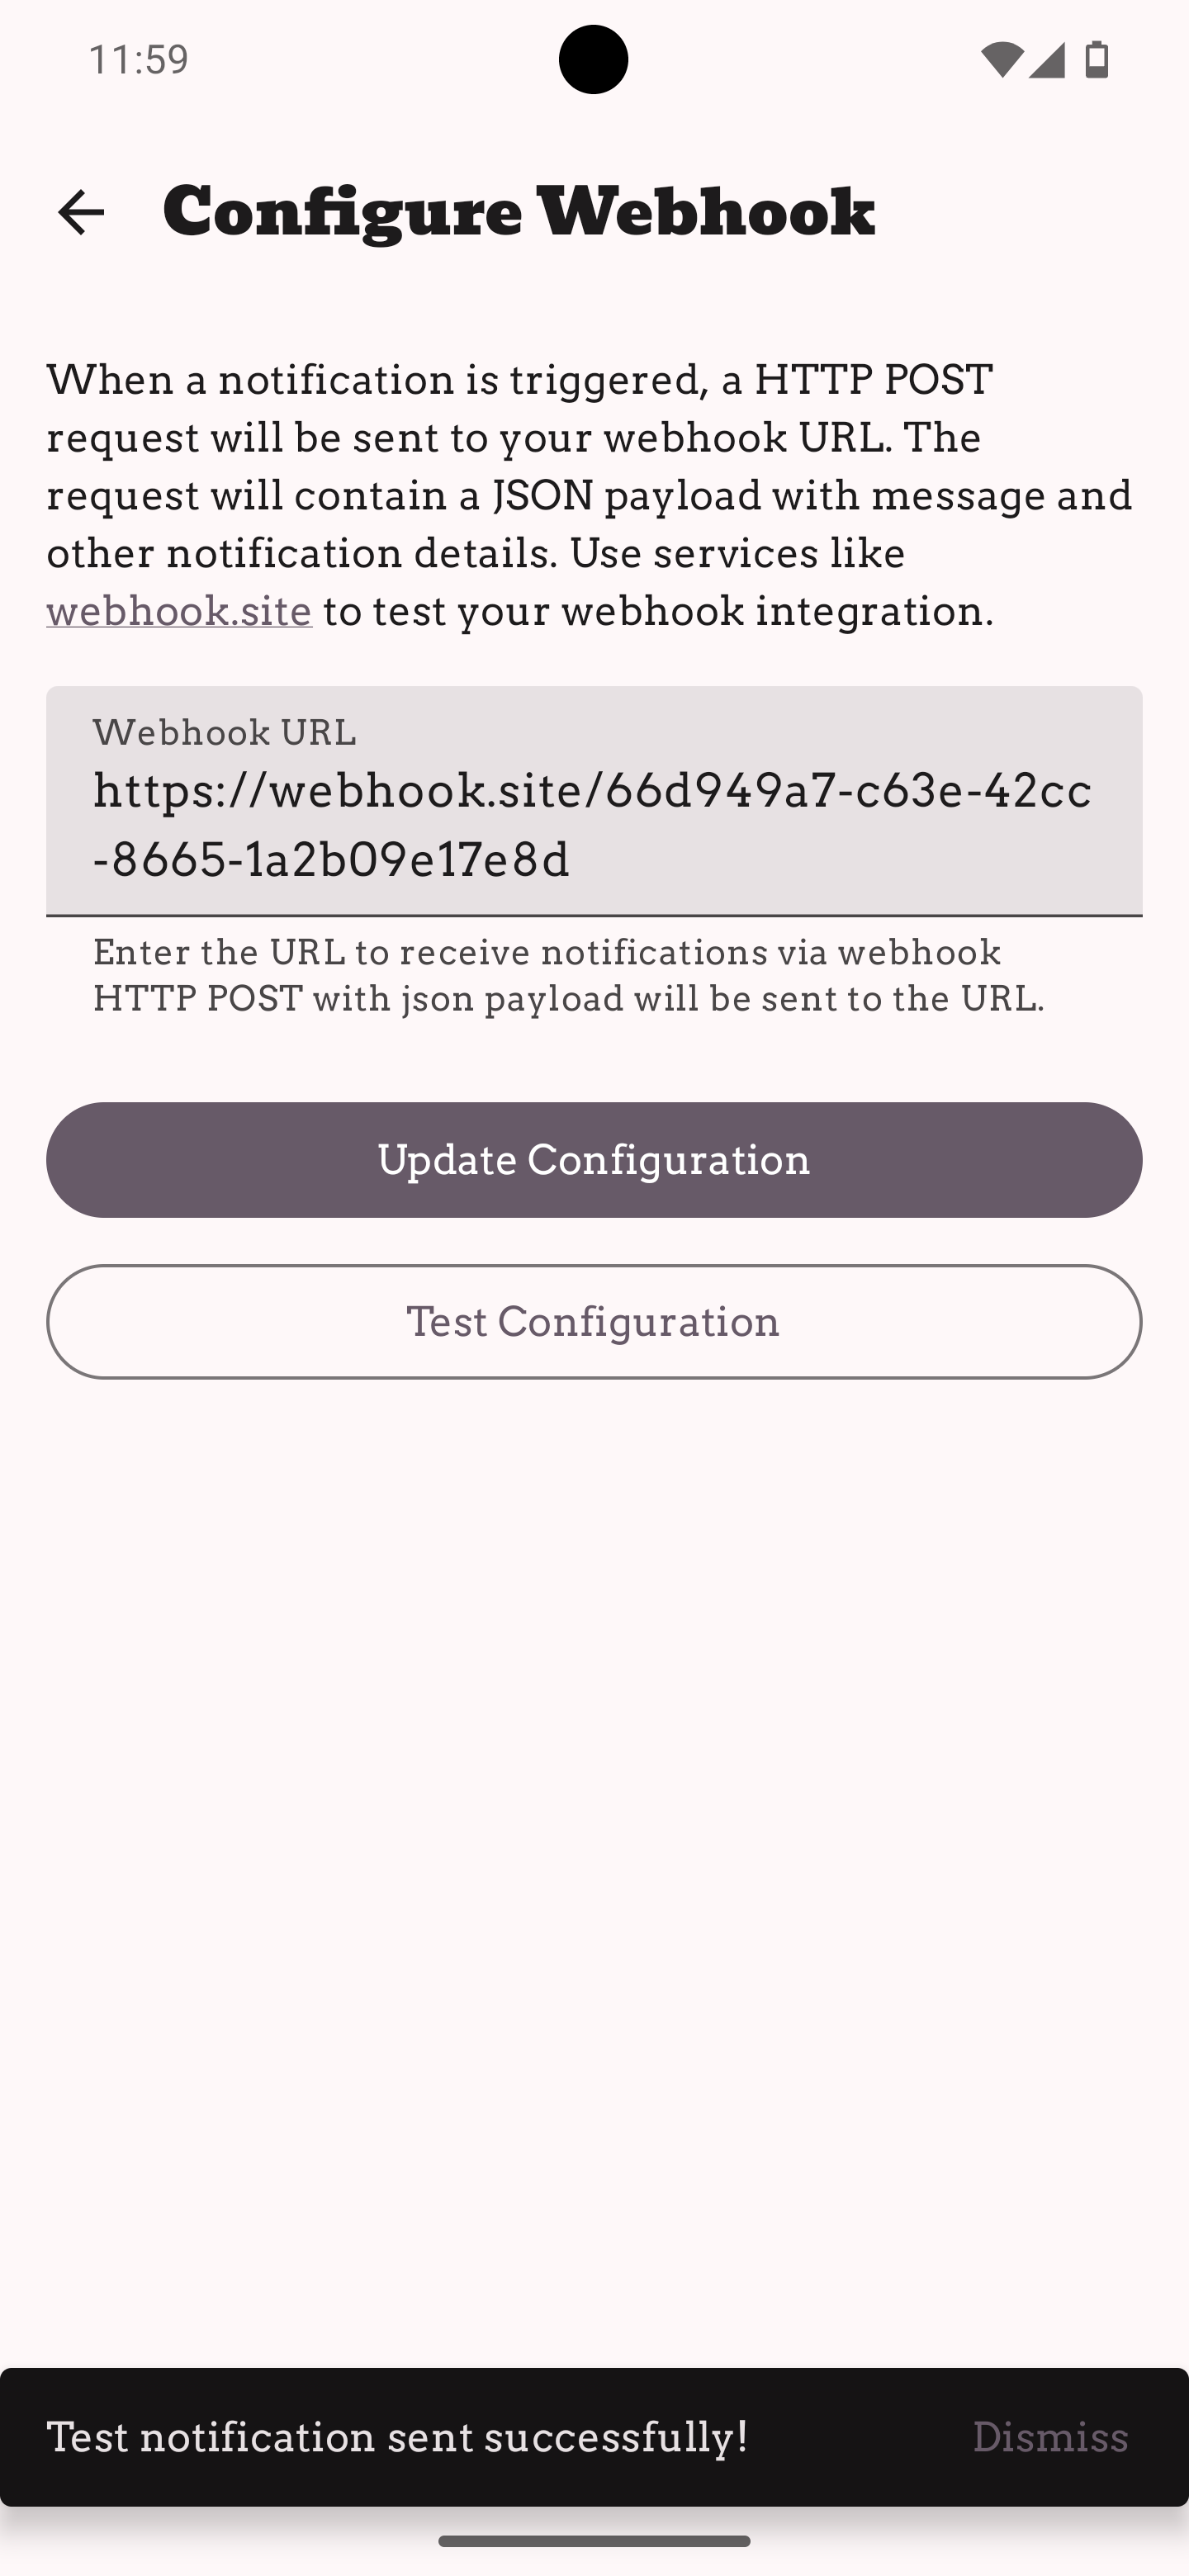 11:59
Configure Webhook
When a notification is triggered, a HTTP POST
request will be sent to your webhook URL. The
request will contain a JSON payload with message and
other notification details. Use services like
webhook.site to test your webhook integration.
Webhook URL
https://webhook.site/66d949a7-c63e-42cc
-8665-1a2b09e17e8d
Enter the URL to receive notifications via webhook
HTTP POST with json payload will be sent to the URL.
Update Configuration
Test Configuration
Test notification sent successfully! Dismiss